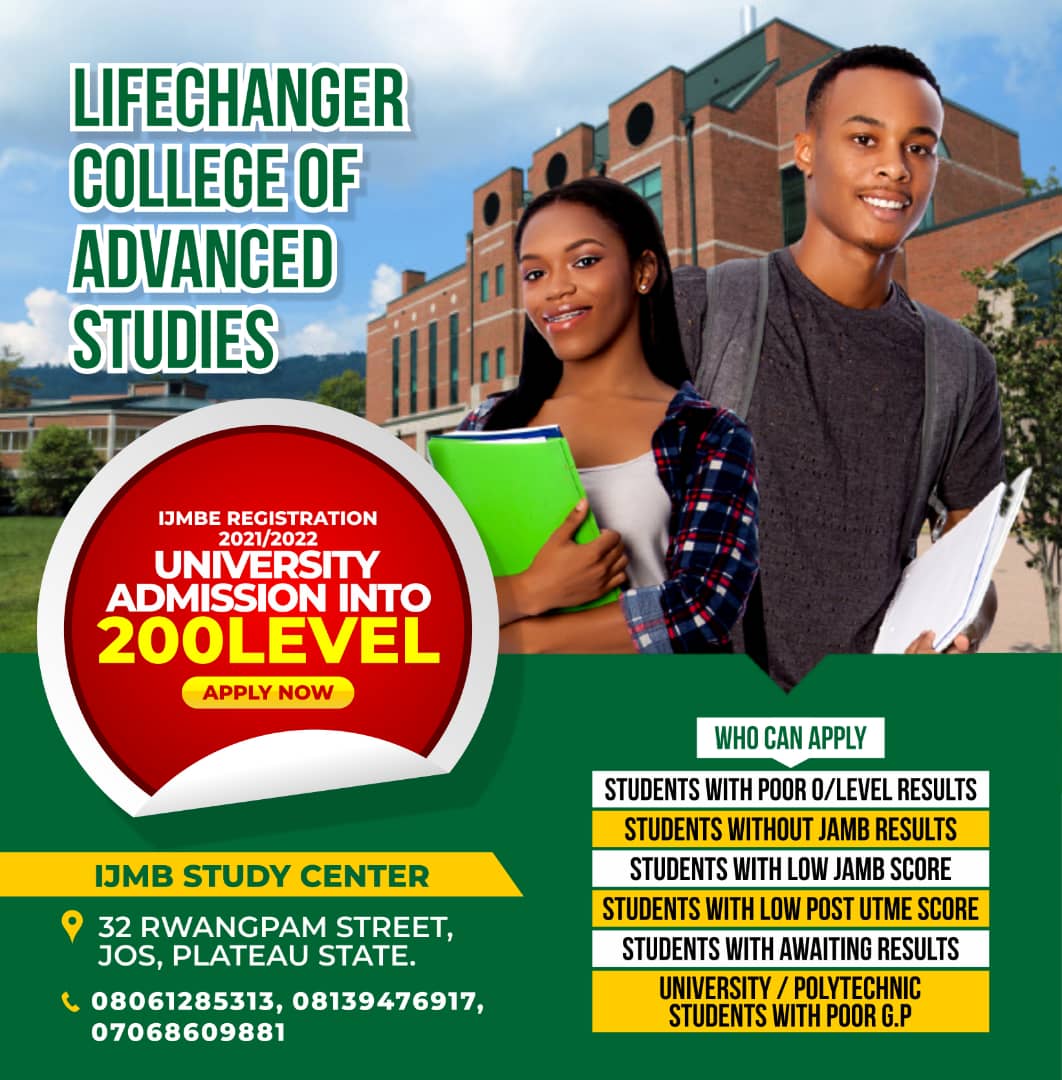 LIFECHANGER
COLLEGE OF
ADVANCED
STUDIES
IJMBE REGISTRATION
2021/2022
UNIVERSITY
ADMISSION INTO
200LEVEL
APPLY NOW
IJMB STUDY CENTER
32 RWANGPAM STREET,
JOS, PLATEAU STATE.
08061285313, 08139476917,
07068609881
WHO CAN APPLY
STUDENTS WITH POOR O/LEVEL RESULTS
STUDENTS WITHOUT JAMB RESULTS
STUDENTS WITH LOW JAMB SCORE
STUDENTS WITH LOW POST UTME SCORE
STUDENTS WITH AWAITING RESULTS
UNIVERSITY / POLYTECHNIC
STUDENTS WITH POOR G.P